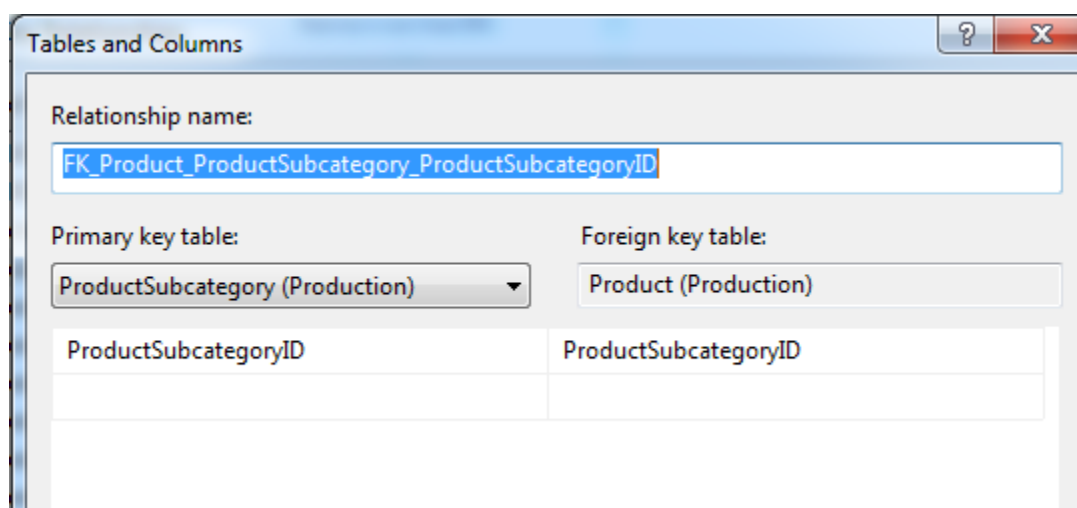 Tables and Columns
?
Relationship name:
FK_Product_ProductSubcategory_ProductSubcategoryID
Primary key table:
Foreign key table:
ProductSubcategory (Production)
Product (Production)
ProductSubcategoryID
ProductSubcategoryID